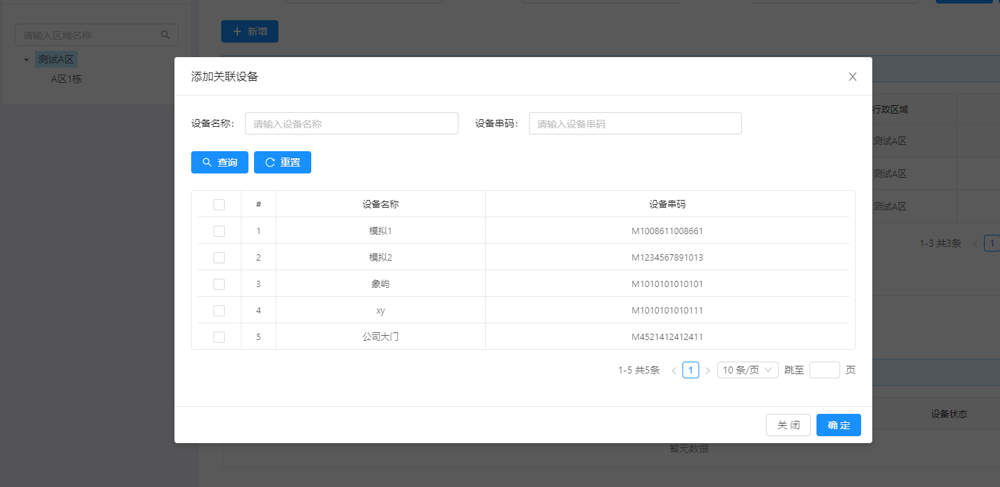 请输入区域名称
测试A区
A区1栋
新增
添加关联设备
设备名称: 请输入设备名称 设备串码: 请输入设备串码
查询 重置
# 设备名称 设备串码
1 模拟1 M1008611008661
2 模拟2 M1234567891013
3 象屿 M1010101010101
4 xy M1010101010111
5 公司大门 M4521412412411
1-5 共5条 1 10 条/页 跳至 页
关 闭 确 定
行政区域
测试A区
测试A区
测试A区
1-3 共3条 1
设备状态
暂无数据